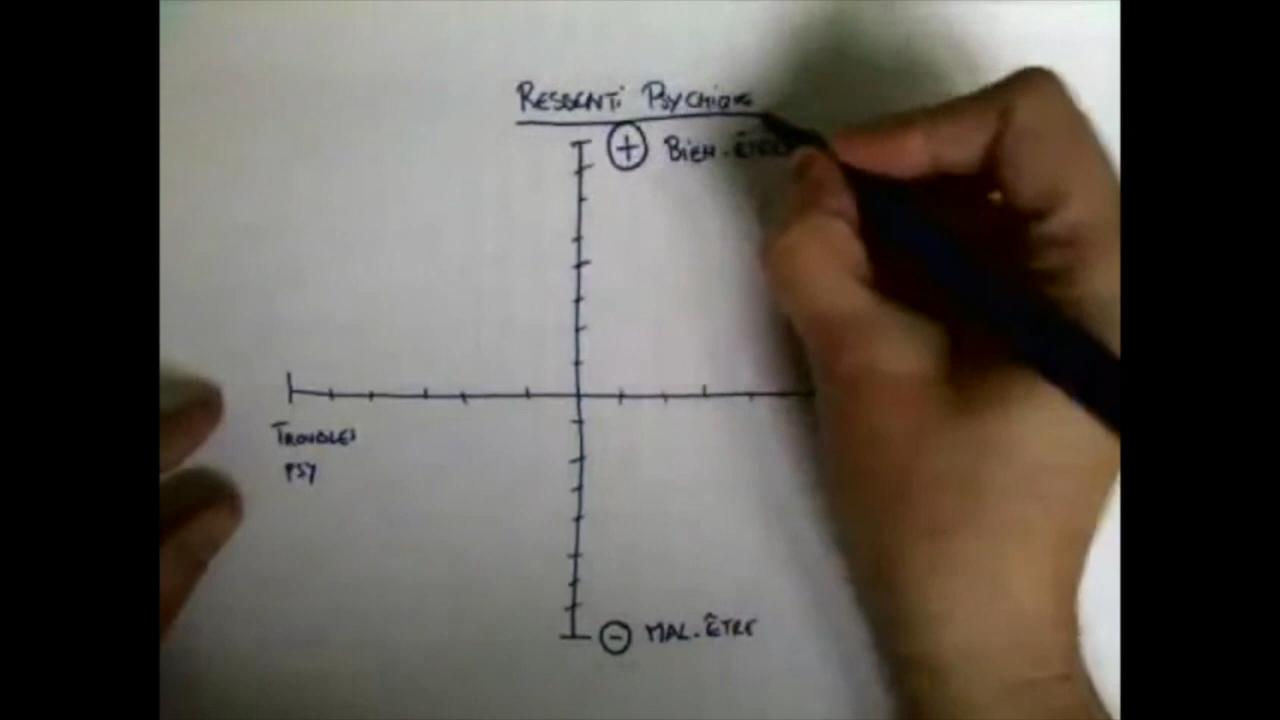 RESSENTI PSYCHIQUE
+ BIEN-ÊTRE
TROUBLES
PSY
- MAL-ÊTRE